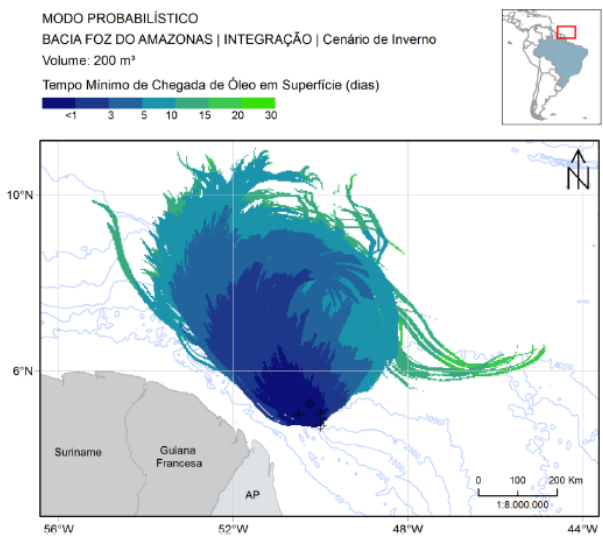 MODO PROBABILÍSTICO
BACIA FOZ DO AMAZONAS | INTEGRAÇÃO | Cenário de Inverno
Volume: 200 m³
Tempo Mínimo de Chegada de Óleo em Superfície (dias)
<1 3 5 10 15 20 30
10°N
N
6°N
4000
3000
Suriname
Guiana
Francesa
AP
0 100 200 Km
1:8.000.000
56°W 52°W 48°W 44°W